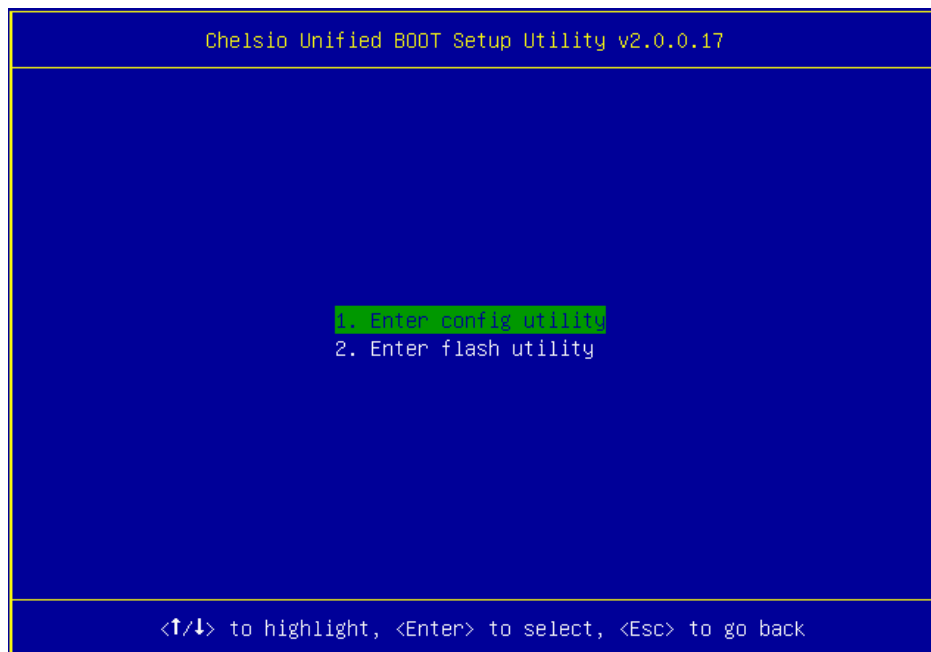 Chelsio Unified BOOT Setup Utility v2.0.0.17
1. Enter config utility
2. Enter flash utility
<↑/↓> to highlight, <Enter> to select, <Esc> to go back